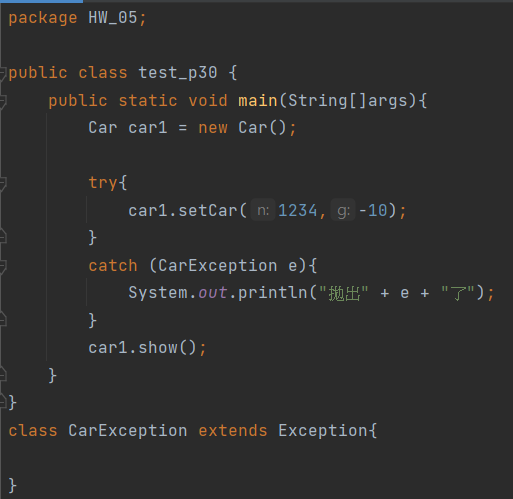 package HW_05;
public class test_p30 {
public static void main(String[]args){
Car car1 = new Car();
try{
car1.setCar( n: 1234, g: -10);
}
catch (CarException e){
System.out.println("拋出" + e + "了");
}
car1.show();
}
}
class CarException extends Exception{
}